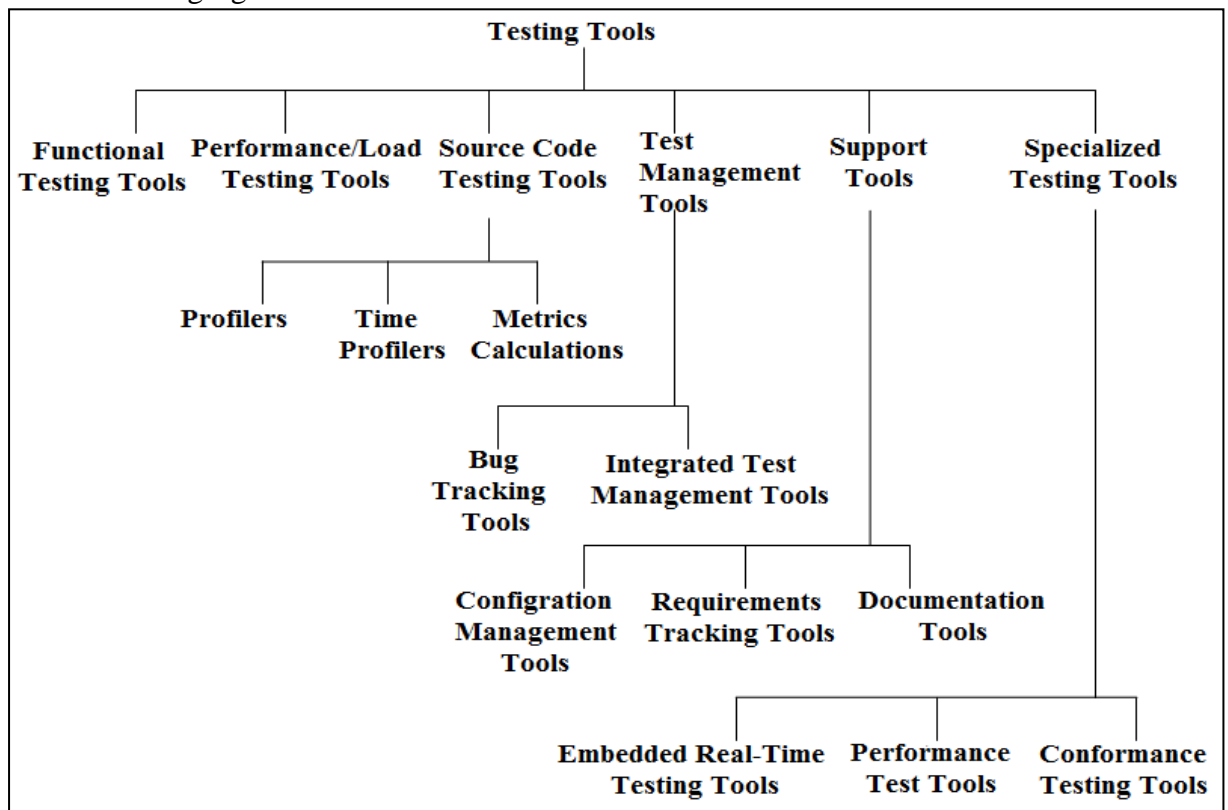 Testing Tools
Functional
Testing Tools
Performance/Load
Testing Tools
Source Code
Testing Tools
Test
Management
Tools
Support
Tools
Specialized
Testing Tools
Profilers
Time
Profilers
Metrics
Calculations
Bug
Tracking
Tools
Integrated Test
Management Tools
Configration
Management
Tools
Requirements
Tracking Tools
Documentation
Tools
Embedded Real-Time
Testing Tools
Performance
Test Tools
Conformance
Testing Tools